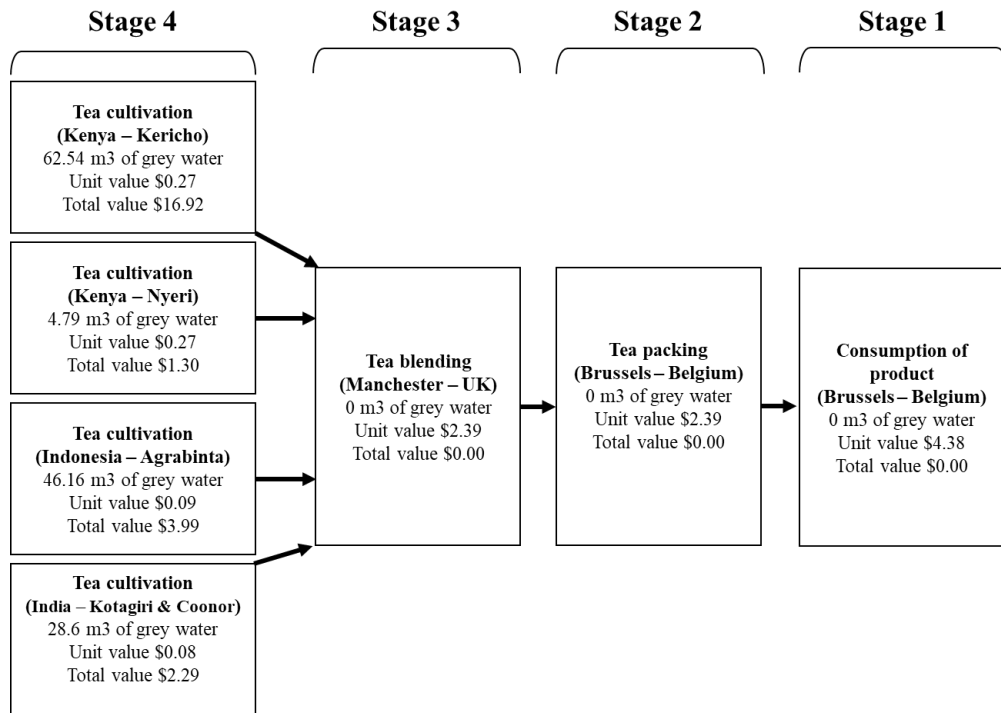 Stage 4
Stage 3
Stage 2
Stage 1
Tea cultivation
(Kenya – Kericho)
62.54 m3 of grey water
Unit value $0.27
Total value $16.92
Tea cultivation
(Kenya – Nyeri)
4.79 m3 of grey water
Unit value $0.27
Total value $1.30
Tea cultivation
(Indonesia – Agrabinta)
46.16 m3 of grey water
Unit value $0.09
Total value $3.99
Tea cultivation
(India – Kotagiri & Coonor)
28.6 m3 of grey water
Unit value $0.08
Total value $2.29
Tea blending
(Manchester – UK)
0 m3 of grey water
Unit value $2.39
Total value $0.00
Tea packing
(Brussels – Belgium)
0 m3 of grey water
Unit value $2.39
Total value $0.00
Consumption of
product
(Brussels – Belgium)
0 m3 of grey water
Unit value $4.38
Total value $0.00